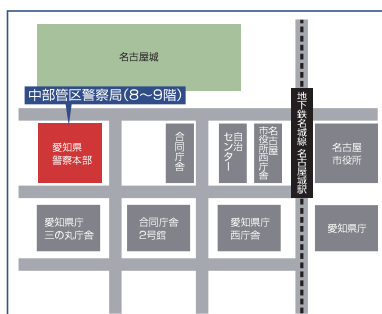 名古屋城
中部管区警察局(8〜9階)
愛知県
警察本部
合同庁舎
自治
センター
名古屋
市役所西庁舎
地下鉄名城線 名古屋城駅
名古屋
市役所
愛知県庁
三の丸庁舎
合同庁舎
2号館
愛知県庁
西庁舎
愛知県庁